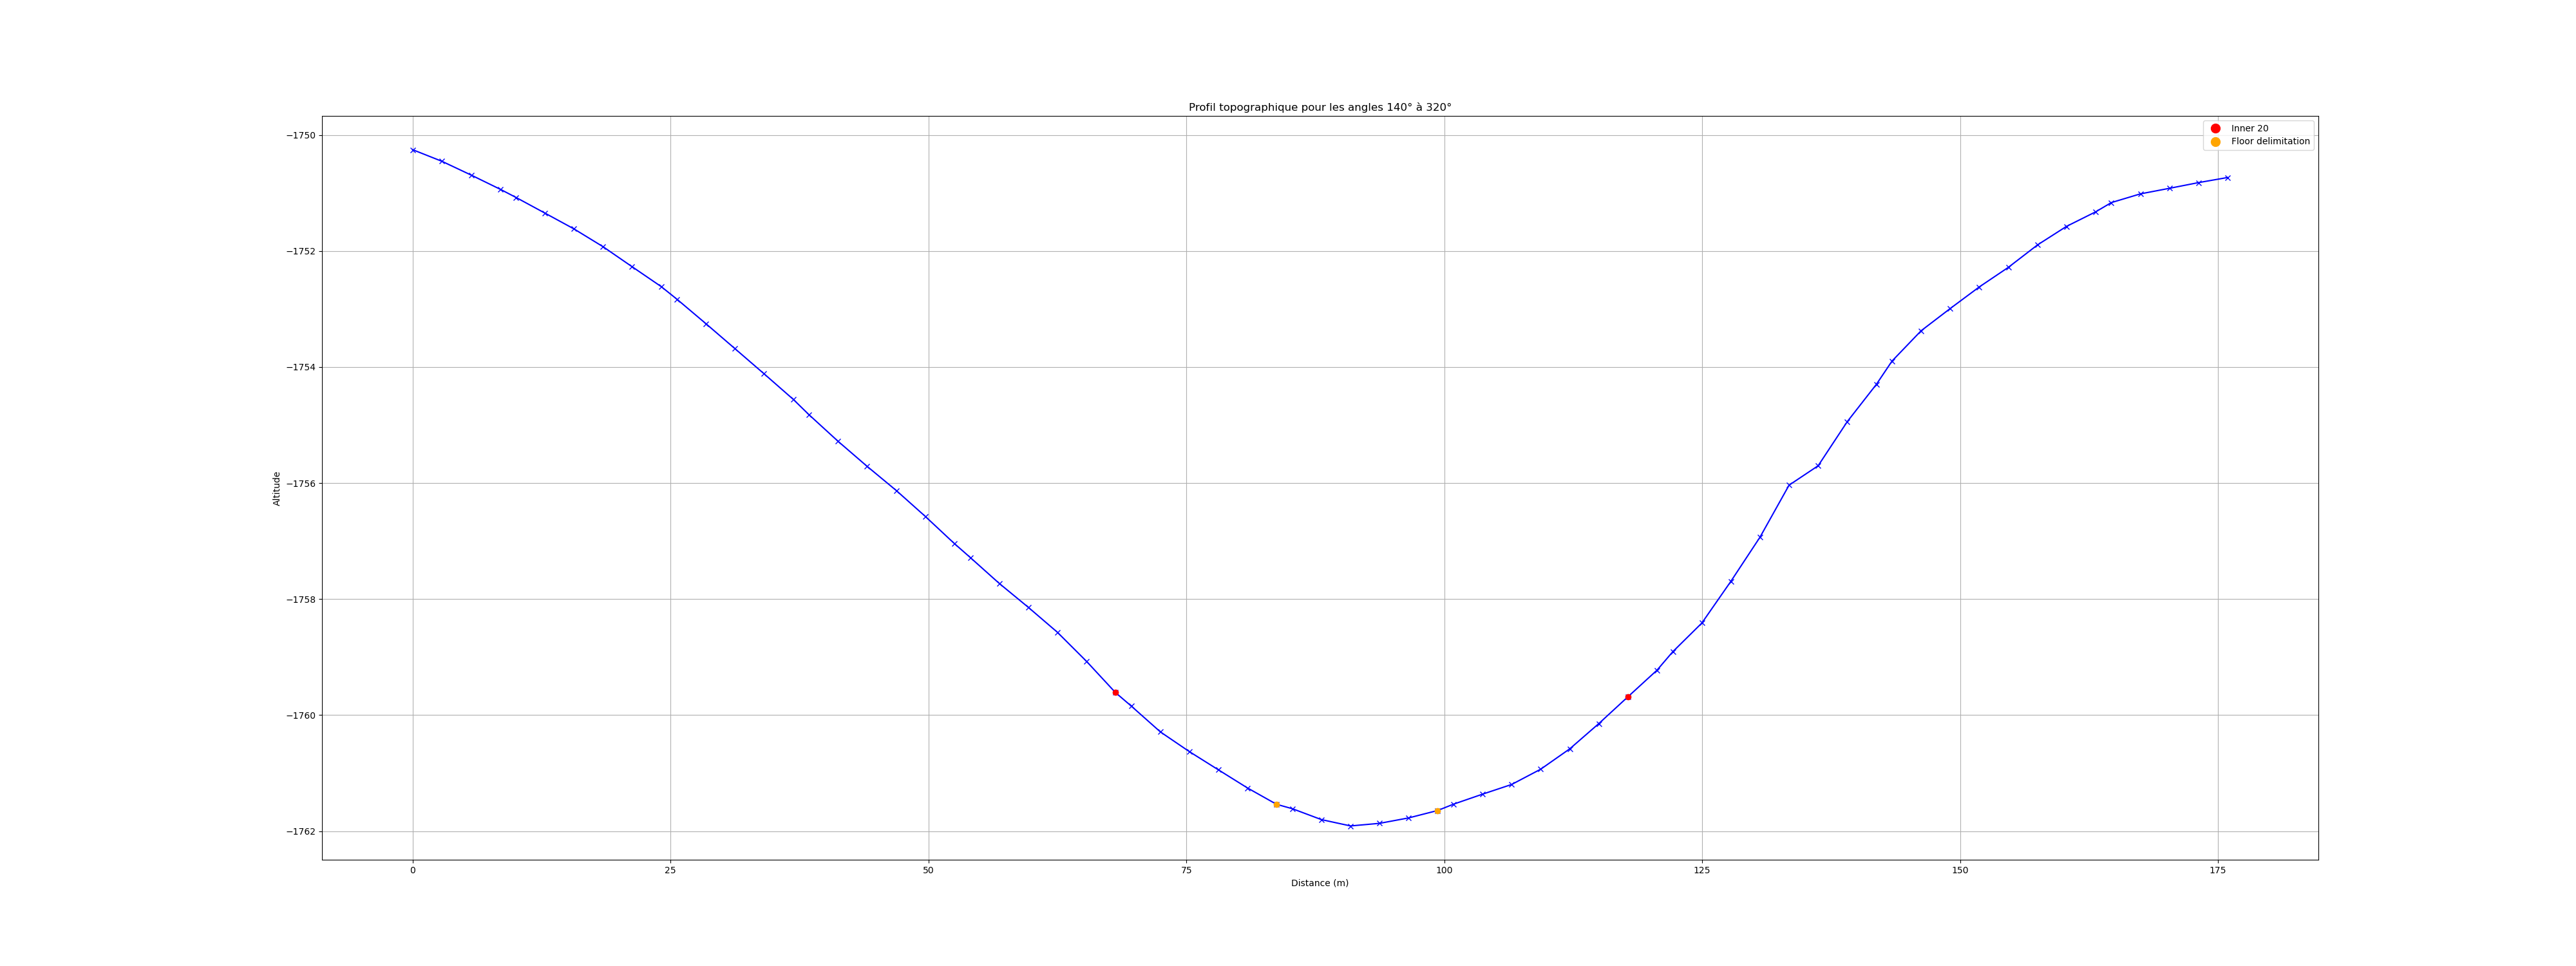 Profil topographique pour les angles 140° à 320°
Inner 20
Floor delimitation
Altitude
−1750
−1752
−1754
−1756
−1758
−1760
−1762
0 25 50 75 100 125 150 175
Distance (m)